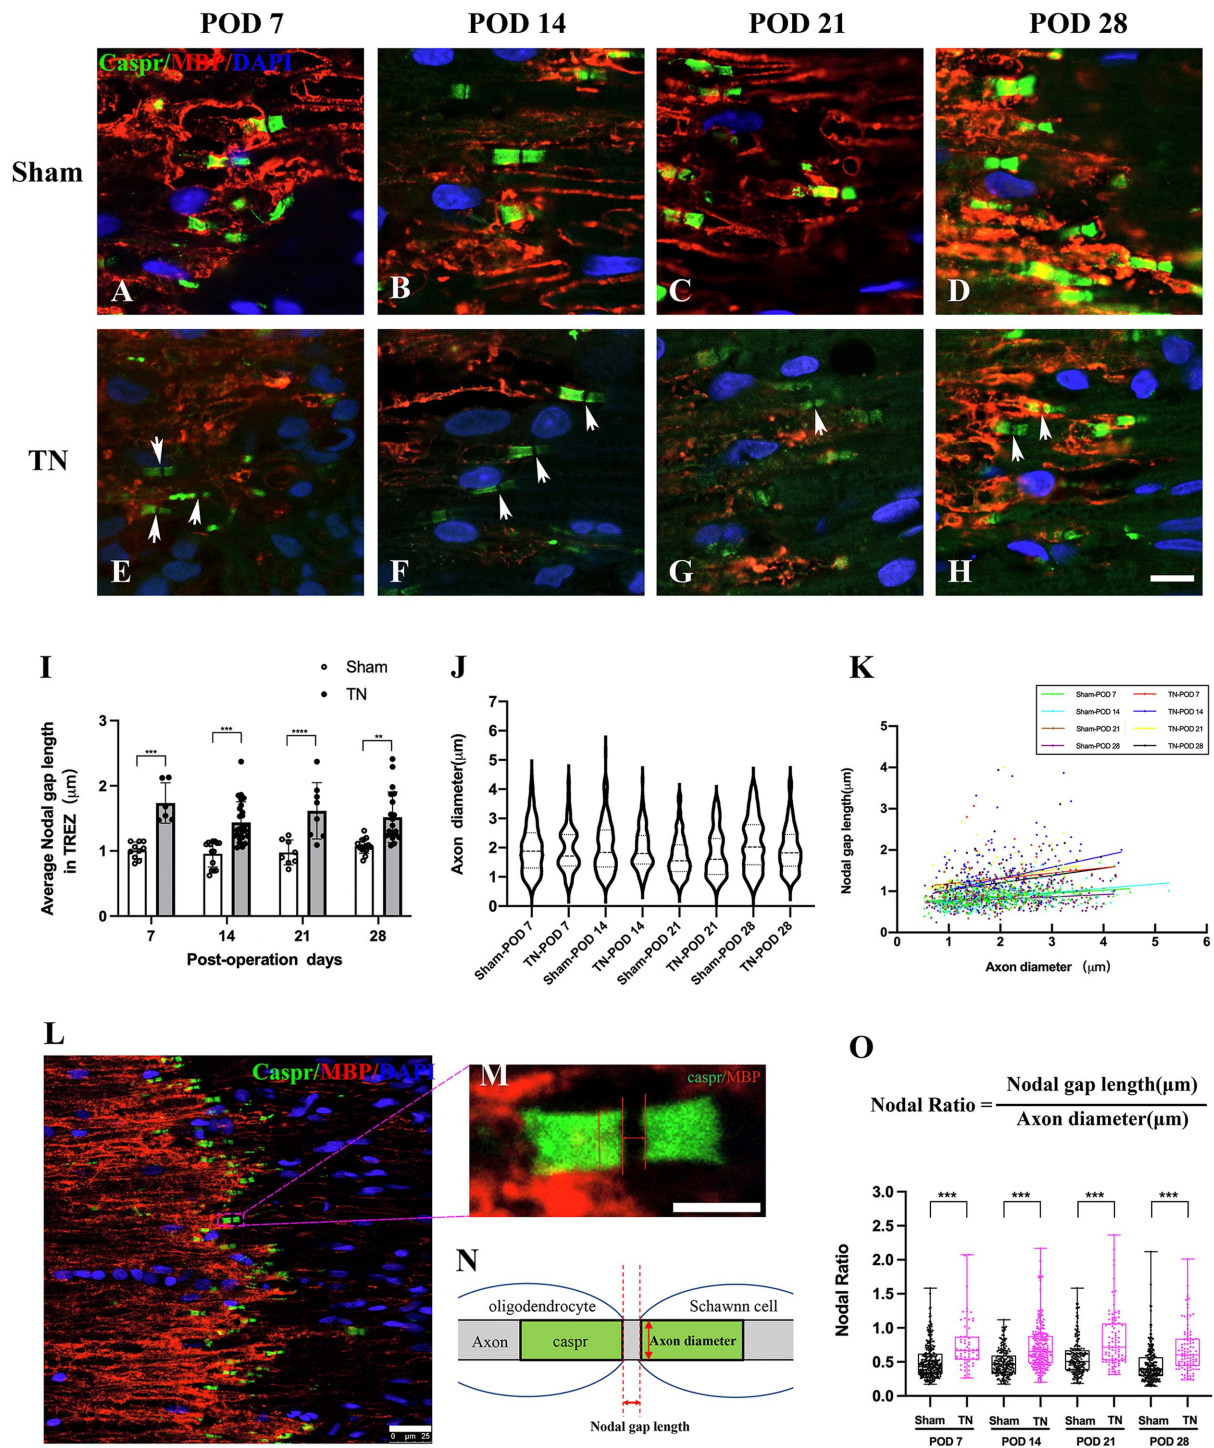 POD 7
POD 14
POD 21
POD 28
Caspr/MBP/DAPI
Sham
A
B
C
D
TN
E
F
G
H
I
Sham
TN
Average Nodal gap length
in TREZ (μm)
3
2
1
0
***
***
****
**
7
14
21
28
Post-operation days
J
Axon diameter(μm)
7
6
5
4
3
2
1
0
Sham-POD 7
TN-POD 7
Sham-POD 14
TN-POD 14
Sham-POD 21
TN-POD 21
Sham-POD 28
TN-POD 28
K
Sham-POD 7
TN-POD 7
Sham-POD 14
TN-POD 14
Sham-POD 21
TN-POD 21
Sham-POD 28
TN-POD 28
Nodal gap length(μm)
5
4
3
2
1
0
0
1
2
3
4
5
6
Axon diameter (μm)
L
Caspr/MBP/DAPI
0 μm 25
M
caspr/MBP
N
oligodendrocyte
Schawnn cell
Axon
caspr
Axon diameter
Nodal gap length
O
Nodal Ratio = Nodal gap length(μm)
Axon diameter(μm)
Nodal Ratio
3.0
2.5
2.0
1.5
1.0
0.5
0.0
***
***
***
***
Sham TN Sham TN Sham TN Sham TN
POD 7 POD 14 POD 21 POD 28